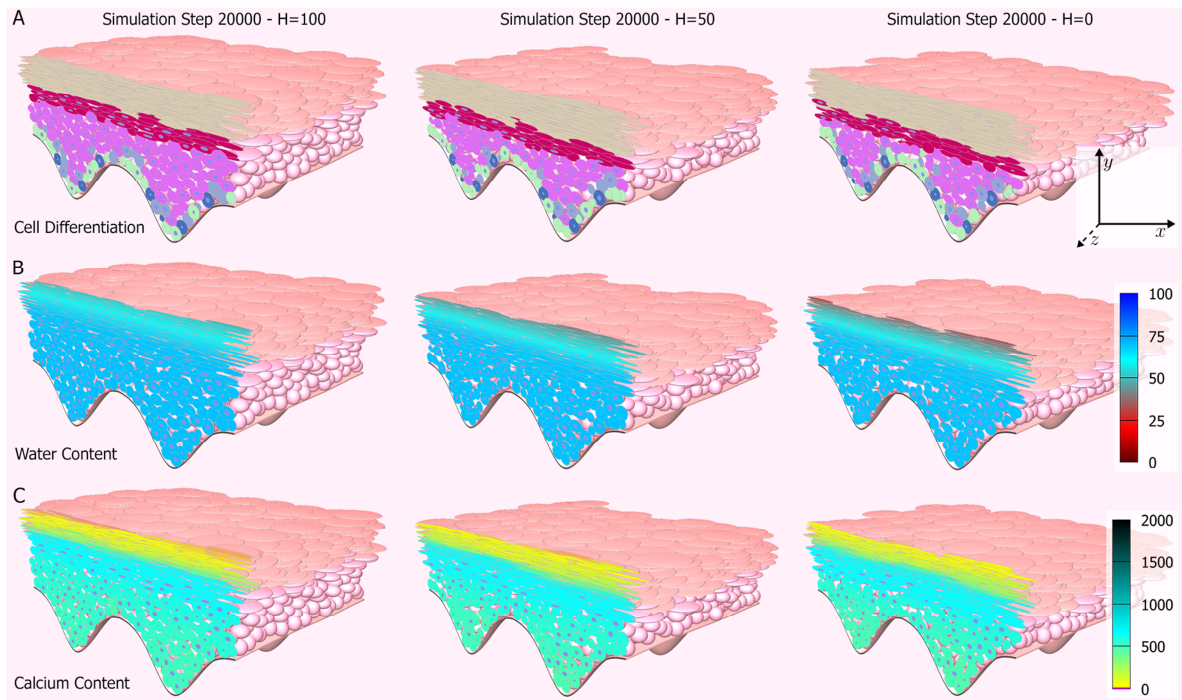 A
Simulation Step 20000 - H=100
Simulation Step 20000 - H=50
Simulation Step 20000 - H=0
y
x
z
Cell Differentiation
B
100
75
50
25
0
Water Content
C
2000
1500
1000
500
0
Calcium Content